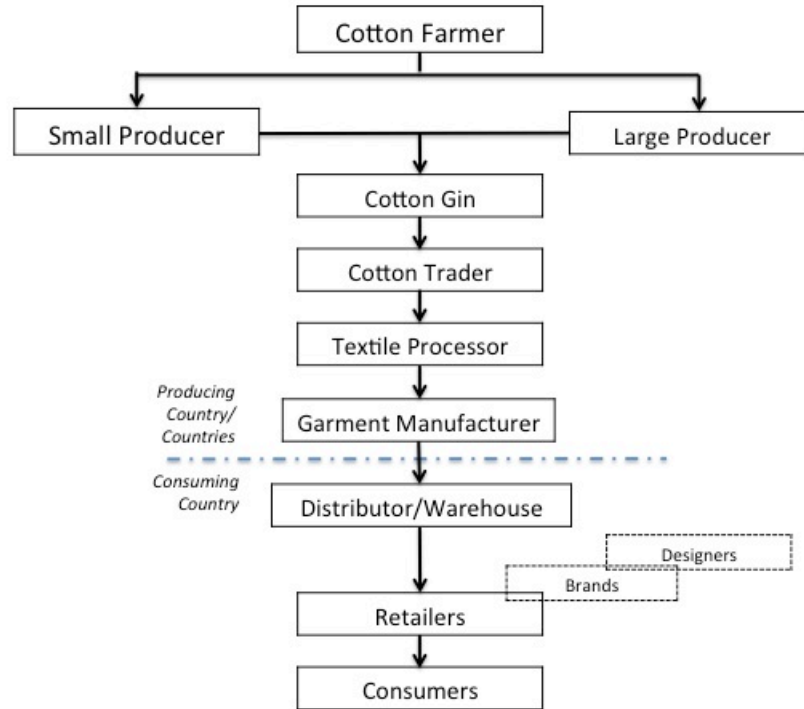 Cotton Farmer
Small Producer
Large Producer
Cotton Gin
Cotton Trader
Textile Processor
Producing
Country/
Countries
Garment Manufacturer
Consuming
Country
Distributor/Warehouse
Designers
Brands
Retailers
Consumers